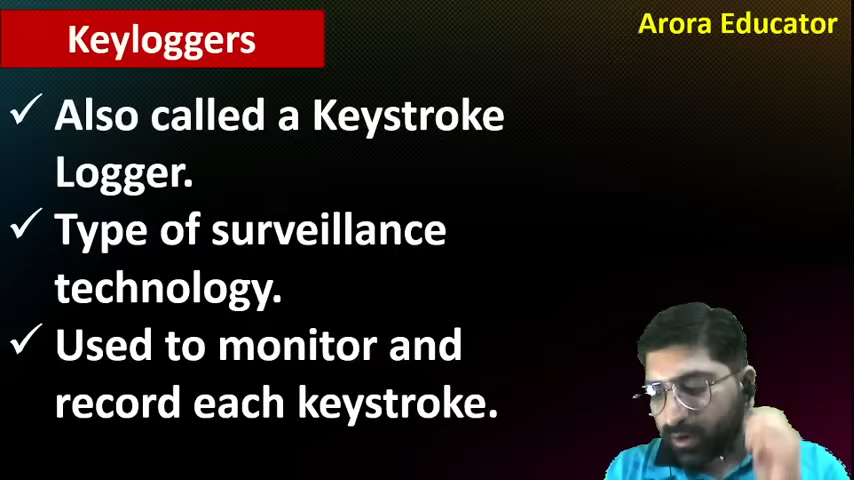 Keyloggers
Arora Educator
✓ Also called a Keystroke
Logger.
✓ Type of surveillance
technology.
✓ Used to monitor and
record each keystroke.